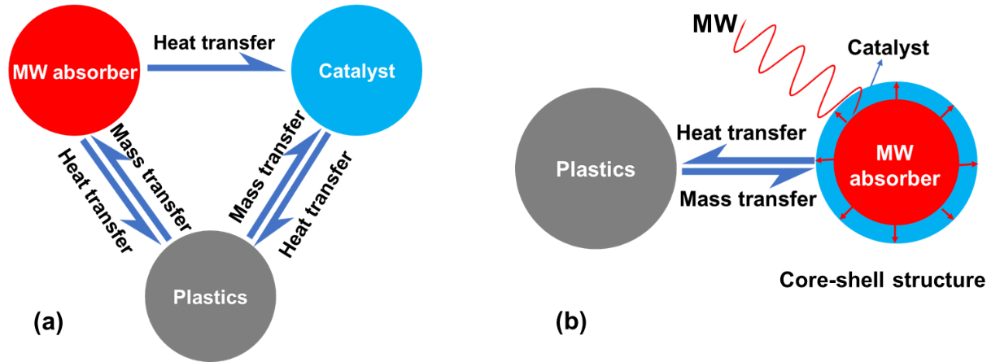 MW absorber
Heat transfer
Catalyst
Mass transfer
Heat transfer
Mass transfer
Heat transfer
Plastics
(a)
MW
Catalyst
Plastics
Heat transfer
Mass transfer
MW
absorber
Core-shell structure
(b)